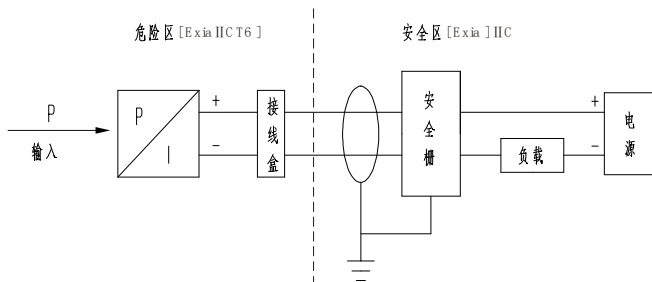 危险区[ExiaIICT6]
安全区[Exia]IIC
P
输入
P
I
+
-
接线盒
安全栅
负载
+
-
电源